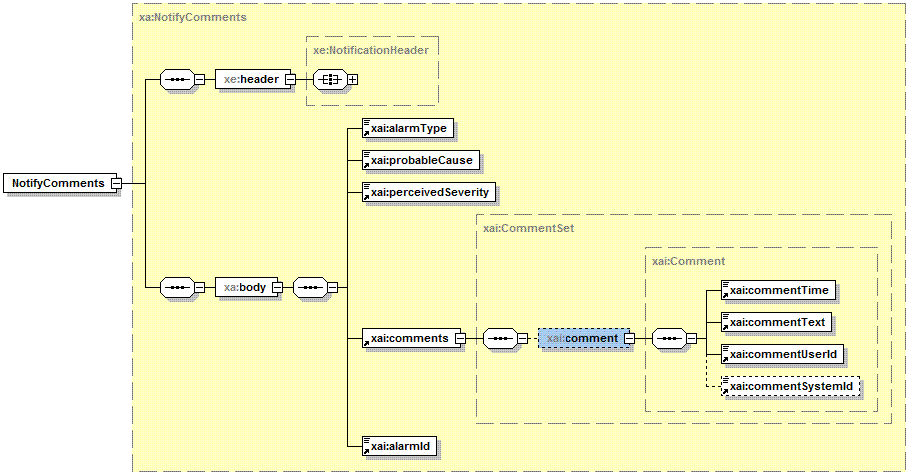 xa:NotifyComments
xe:NotificationHeader
xe:header
xai:alarmType
xai:probableCause
NotifyComments
xai:perceivedSeverity
xai:CommentSet
xai:Comment
xa:body
xai:commentTime
xai:commentText
xai:comments
xai:comment
xai:commentUserId
xai:commentSystemId
xai:alarmId